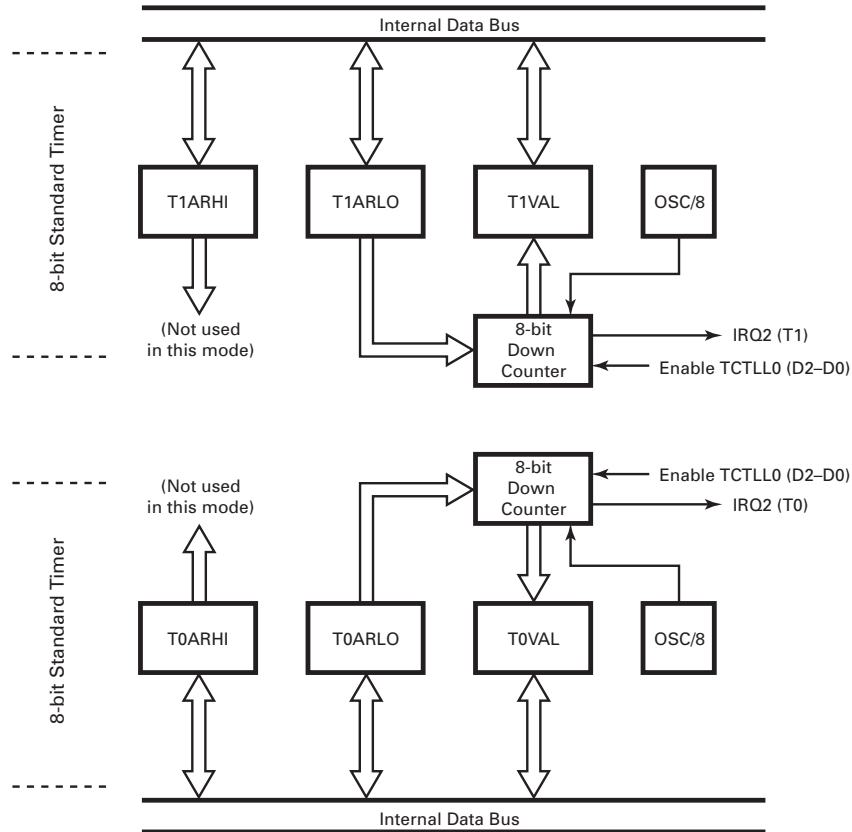 Internal Data Bus
8-bit Standard Timer
T1ARHI
T1ARLO
T1VAL
OSC/8
(Not used
in this mode)
8-bit
Down
Counter
IRQ2 (T1)
Enable TCTLL0 (D2–D0)
8-bit Standard Timer
(Not used
in this mode)
8-bit
Down
Counter
Enable TCTLL0 (D2–D0)
IRQ2 (T0)
T0ARHI
T0ARLO
T0VAL
OSC/8
Internal Data Bus